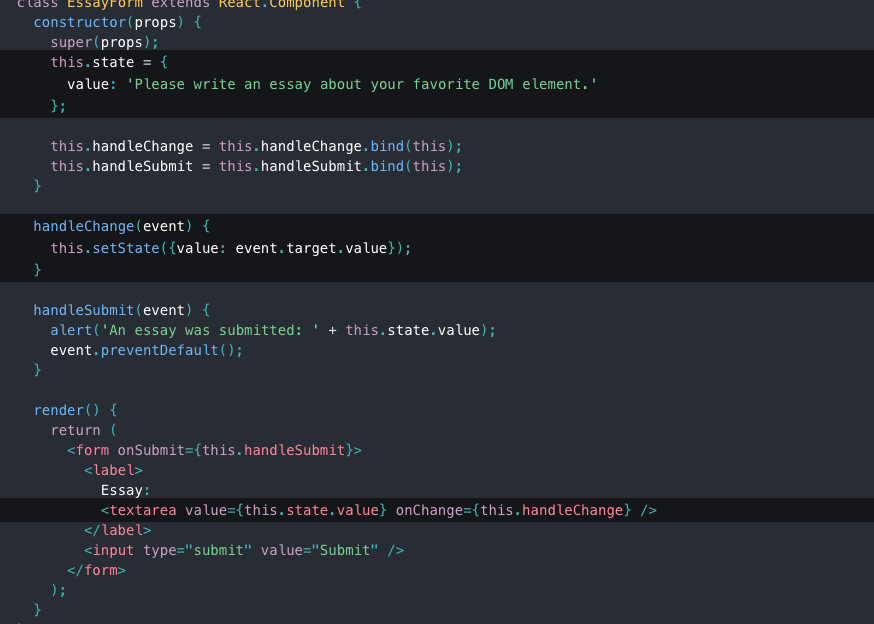 class EssayForm extends React.Component {
  constructor(props) {
    super(props);
    this.state = {
      value: 'Please write an essay about your favorite DOM element.'
    };

    this.handleChange = this.handleChange.bind(this);
    this.handleSubmit = this.handleSubmit.bind(this);
  }

  handleChange(event) {
    this.setState({value: event.target.value});
  }

  handleSubmit(event) {
    alert('An essay was submitted: ' + this.state.value);
    event.preventDefault();
  }

  render() {
    return (
      <form onSubmit={this.handleSubmit}>
        <label>
          Essay:
          <textarea value={this.state.value} onChange={this.handleChange} />
        </label>
        <input type="submit" value="Submit" />
      </form>
    );
  }